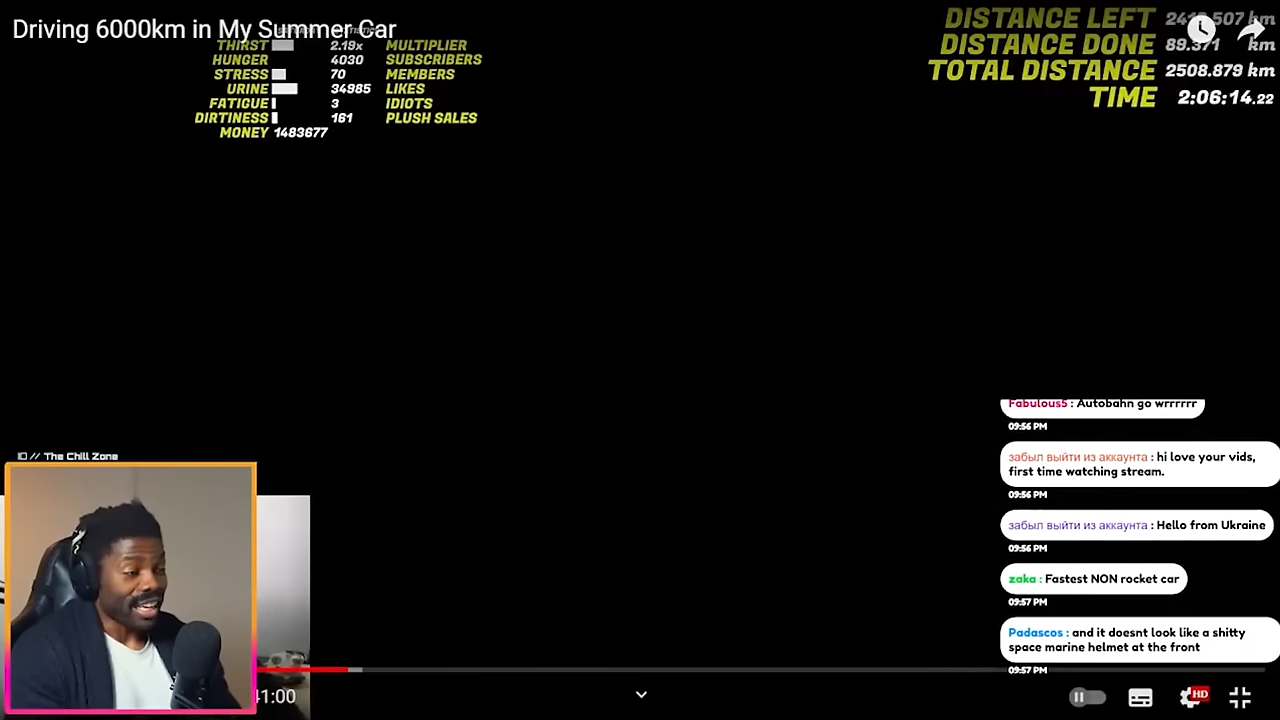 Driving 6000km in My Summer Car
THIRST 2.19x MULTIPLIER
HUNGER 4030 SUBSCRIBERS
STRESS 70 MEMBERS
URINE 34985 LIKES
FATIGUE 3 IDIOTS
DIRTINESS 161 PLUSH SALES
MONEY 1483677
DISTANCE LEFT km
DISTANCE DONE 89.371 km
TOTAL DISTANCE 2508.879 km
TIME 2:06:14.22
Fabulous5 : Autobahn go wrrrrrr
09:56 PM
забыл выйти из аккаунта : hi love your vids,
first time watching stream.
09:56 PM
забыл выйти из аккаунта : Hello from Ukraine
09:56 PM
zaka : Fastest NON rocket car
09:57 PM
Padascos : and it doesnt look like a shitty
space marine helmet at the front
09:57 PM
// The Chill Zone
41:00
HD